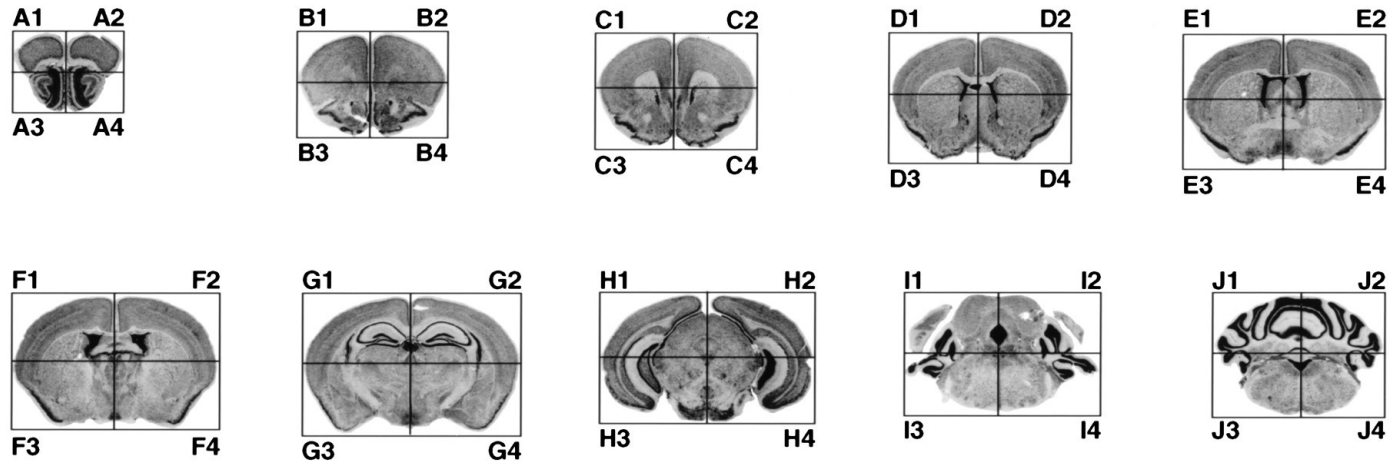 A1 A2 B1 B2 C1 C2 D1 D2 E1 E2
A3 A4 B3 B4 C3 C4 D3 D4 E3 E4
F1 F2 G1 G2 H1 H2 I1 I2 J1 J2
F3 F4 G3 G4 H3 H4 I3 I4 J3 J4